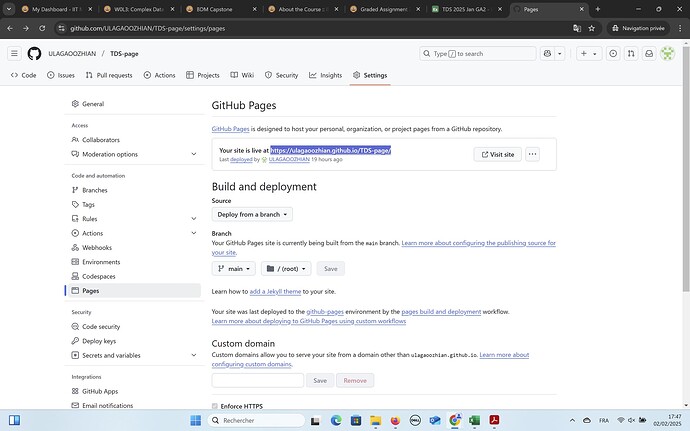 My Dashboard - IIT M
W0L3: Complex Dat
BDM Capstone
About the Course :
Graded Assignment
TDS 2025 Jan GA2 -
Pages
github.com/ULAGAOOZHIAN/TDS-page/settings/pages
Navigation privée
ULAGAOOZHIAN / TDS-page
Type / to search
Code
Issues
Pull requests
Actions
Projects
Wiki
Security
Insights
Settings
General
Access
Collaborators
Moderation options
Code and automation
Branches
Tags
Rules
Actions
Webhooks
Environments
Codespaces
Pages
Security
Code security
Deploy keys
Secrets and variables
Integrations
GitHub Apps
Email notifications
GitHub Pages
GitHub Pages is designed to host your personal, organization, or project pages from a GitHub repository.
Your site is live at https://ulagaoozhian.github.io/TDS-page/
Last deployed by ULAGAOOZHIAN 19 hours ago
Visit site
Build and deployment
Source
Deploy from a branch
Branch
Your GitHub Pages site is currently being built from the main branch. Learn more about configuring the publishing source for
your site.
main
/ (root)
Save
Learn how to add a Jekyll theme to your site.
Your site was last deployed to the github-pages environment by the pages build and deployment workflow.
Learn more about deploying to GitHub Pages using custom workflows
Custom domain
Custom domains allow you to serve your site from a domain other than ulagaoozhian.github.io. Learn more about
configuring custom domains.
Save
Remove
Enforce HTTPS
Rechercher
FRA
17:47
02/02/2025